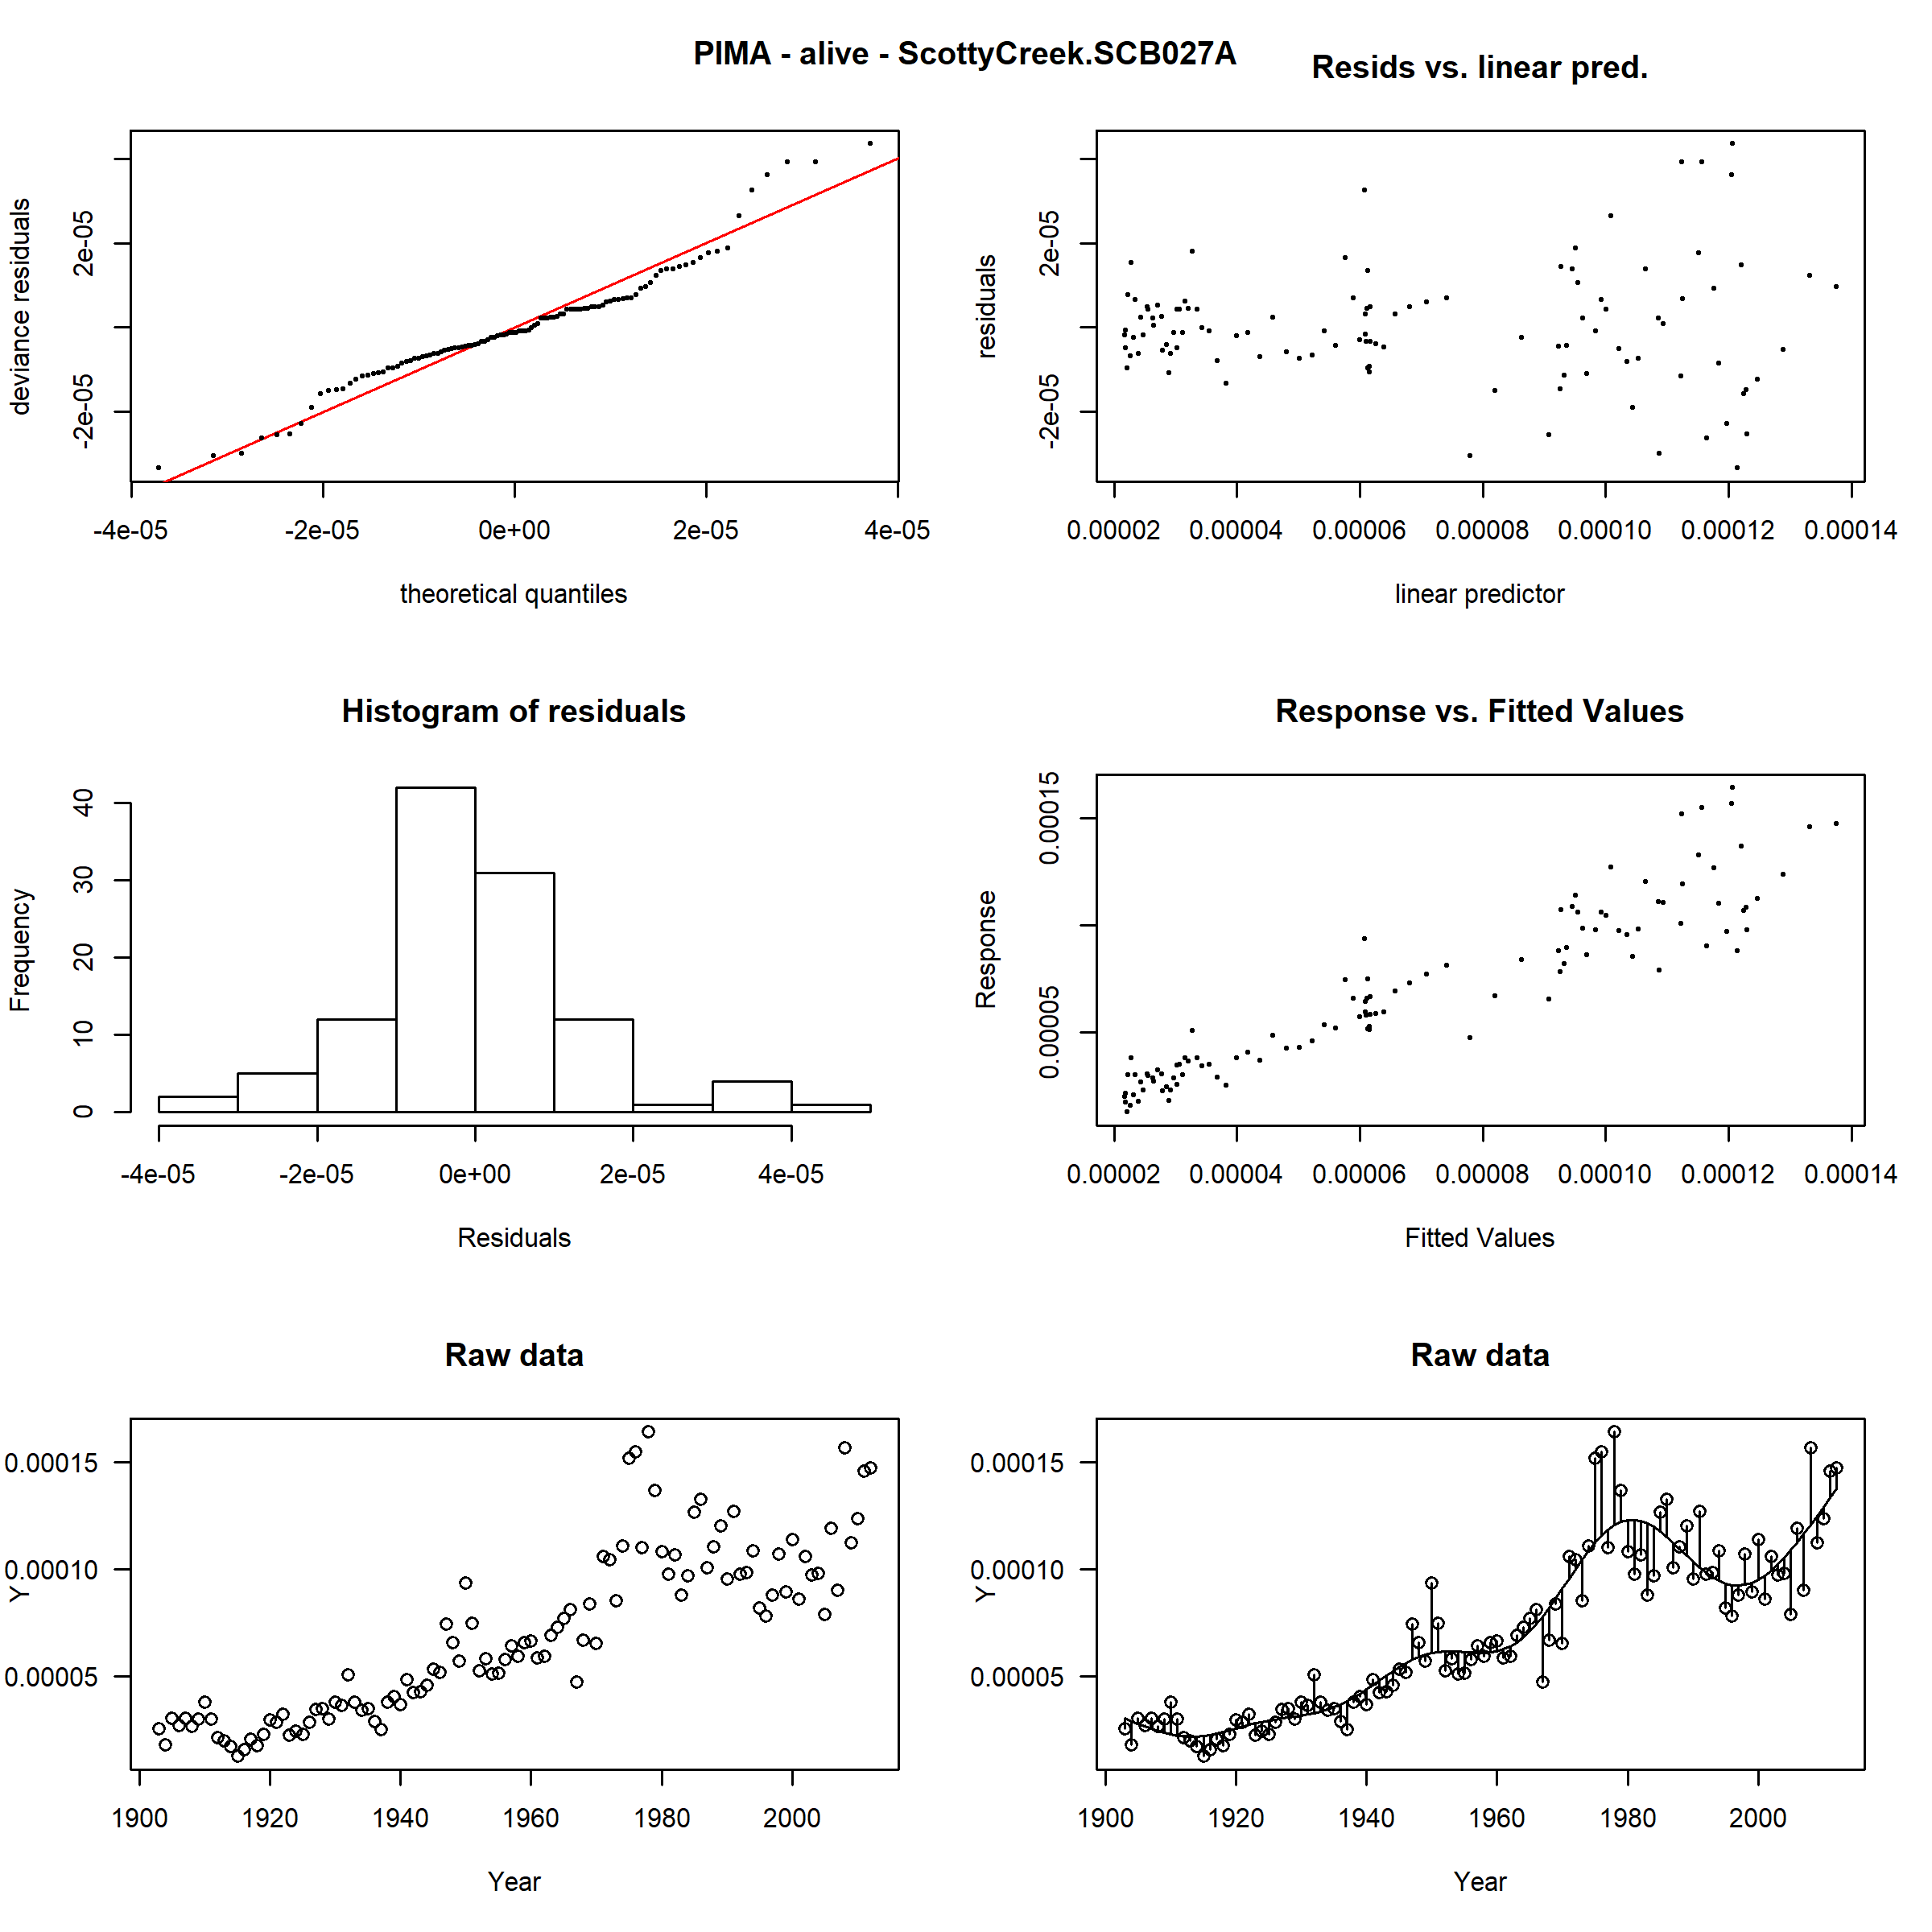 PIMA - alive - ScottyCreek.SCB027A
Resids vs. linear pred.
deviance residuals
-2e-05 2e-05
-4e-05 -2e-05 0e+00 2e-05 4e-05
theoretical quantiles
residuals
-2e-05 2e-05
0.00002 0.00004 0.00006 0.00008 0.00010 0.00012 0.00014
linear predictor
Histogram of residuals
Frequency
0 10 20 30 40
-4e-05 -2e-05 0e+00 2e-05 4e-05
Residuals
Response vs. Fitted Values
Response
0.00005 0.00015
0.00002 0.00004 0.00006 0.00008 0.00010 0.00012 0.00014
Fitted Values
Raw data
Y
0.00015
0.00010
0.00005
1900 1920 1940 1960 1980 2000
Year
Raw data
Y
0.00015
0.00010
0.00005
1900 1920 1940 1960 1980 2000
Year